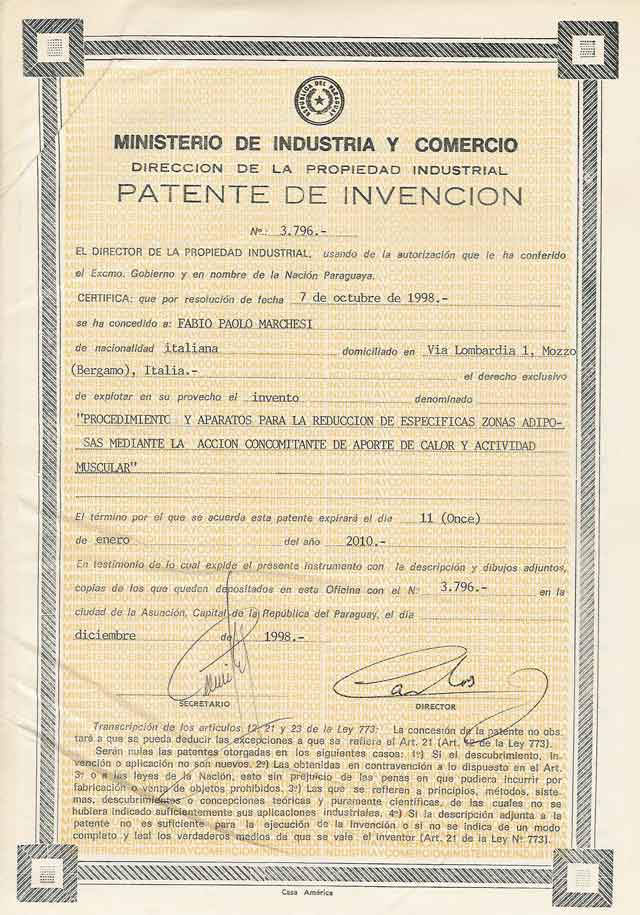 REPUBLICA DEL PARAGUAY
MINISTERIO DE INDUSTRIA Y COMERCIO
DIRECCION DE LA PROPIEDAD INDUSTRIAL
PATENTE DE INVENCION
Nº.: 3.796.-
EL DIRECTOR DE LA PROPIEDAD INDUSTRIAL, usando de la autorización que le ha conferido
el Excmo. Gobierno y en nombre de la Nación Paraguaya.
CERTIFICA: que por resolución de fecha 7 de octubre de 1998.-
se ha concedido a: FABIO PAOLO MARCHESI
de nacionalidad italiana domiciliado en Via Lombardia 1, Mozzo
(Bergamo), Italia.- el derecho exclusivo
de explotar en su provecho el invento denominado
"PROCEDIMIENTO Y APARATOS PARA LA REDUCCION DE ESPECIFICAS ZONAS ADIPO-
SAS MEDIANTE LA ACCION CONCOMITANTE DE APORTE DE CALOR Y ACTIVIDAD
MUSCULAR"
El término por el que se acuerda esta patente expirará el día 11 (Once)
de enero del año 2010.-
En testimonio de lo cual expide el presente instrumento con la descripción y dibujos adjuntos,
copias de los que queden depositados en esta Oficina con el Nº 3.796.- en la
ciudad de la Asunción, Capital de la República del Paraguay, el día
diciembre de 1998.-
SECRETARIO
DIRECTOR
Transcripción de los artículos 12, 21 y 23 de la Ley 773: La concesión de la patente no obs-
tará a que se pueda deducir las excepciones a que se refiera el Art. 21 (Art. 12 de la Ley 773).
Serán nulas las patentes otorgadas en los siguientes casos: 1º) Si el descubrimiento, in-
vención o aplicación no son nuevos. 2º) Las obtenidas en contravención a lo dispuesto en el Art.
3º o a las leyes de la Nación, esto sin prejuicio de las penas en que pudiera incurrir por
fabricación o venta de objetos prohibidos. 3º) Las que se refieren a principios, métodos, siste-
mas, descubrimientos o concepciones teóricas y puramente científicas, de las cuales no se
hubiera indicado suficientemente sus aplicaciones industriales. 4º) Si la descripción adjunta a la
patente no es suficiente para la ejecución de la invención o si no se indica de un modo
completo y leal los verdaderos medios da que se vale el inventor (Art. 21 de la Ley Nº 773).
Casa América